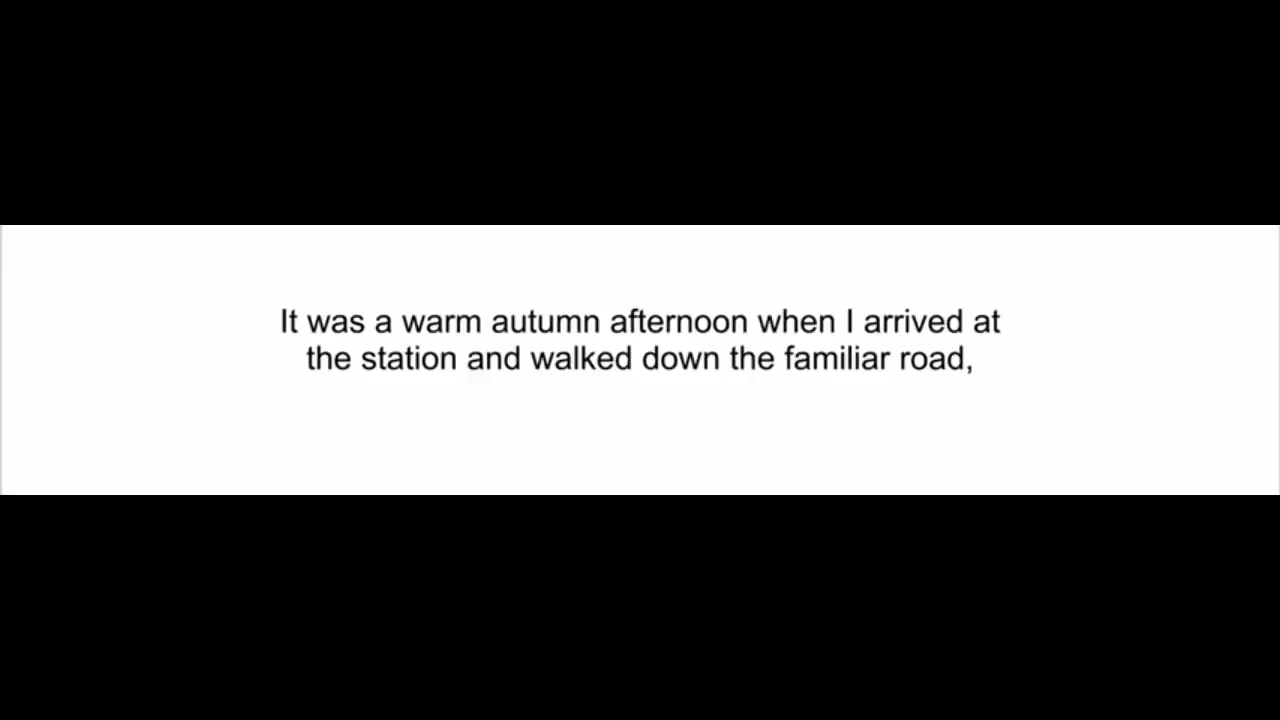 It was a warm autumn afternoon when I arrived at
the station and walked down the familiar road,